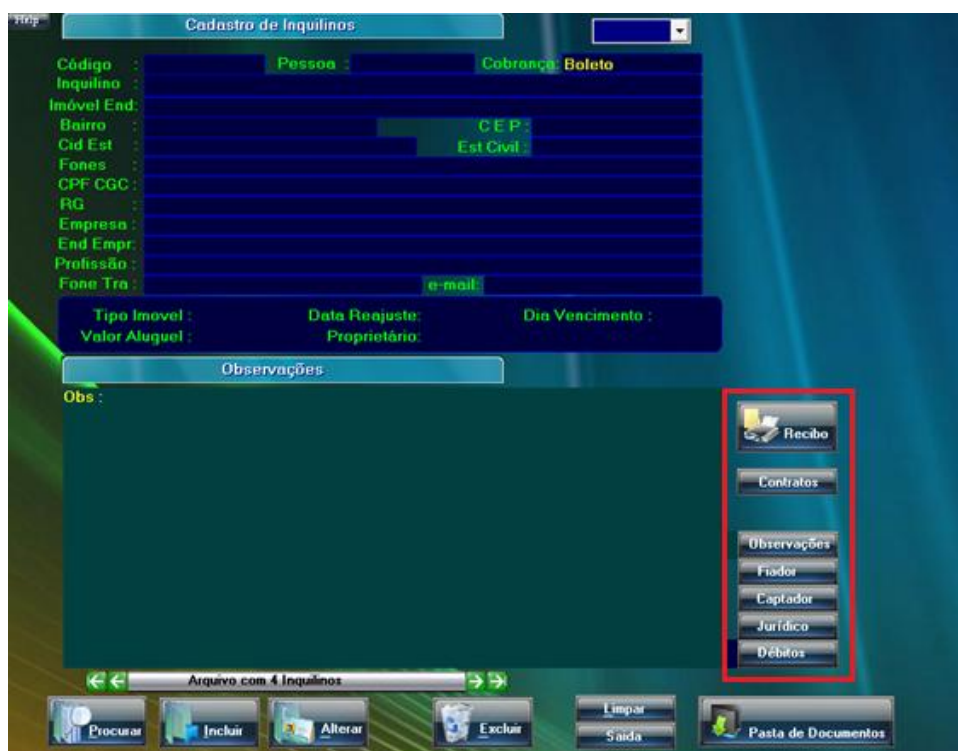 Help
Cadastro de Inquilinos
Código : Pessoa : Cobrança: Boleto
Inquilino :
Imóvel End:
Bairro : C E P :
Cid Est : Est Civil :
Fones :
CPF CGC :
RG :
Empresa :
End Empr:
Profissão :
Fone Tra : e-mail:
Tipo Imovel : Data Reajuste: Dia Vencimento :
Valor Aluguel : Proprietário:
Observações
Obs :
Recibo
Contratos
Observações
Fiador
Captador
Jurídico
Débitos
Arquivo com 4 Inquilinos
Procurar Incluir Alterar Excluir Limpar Pasta de Documentos
Saida